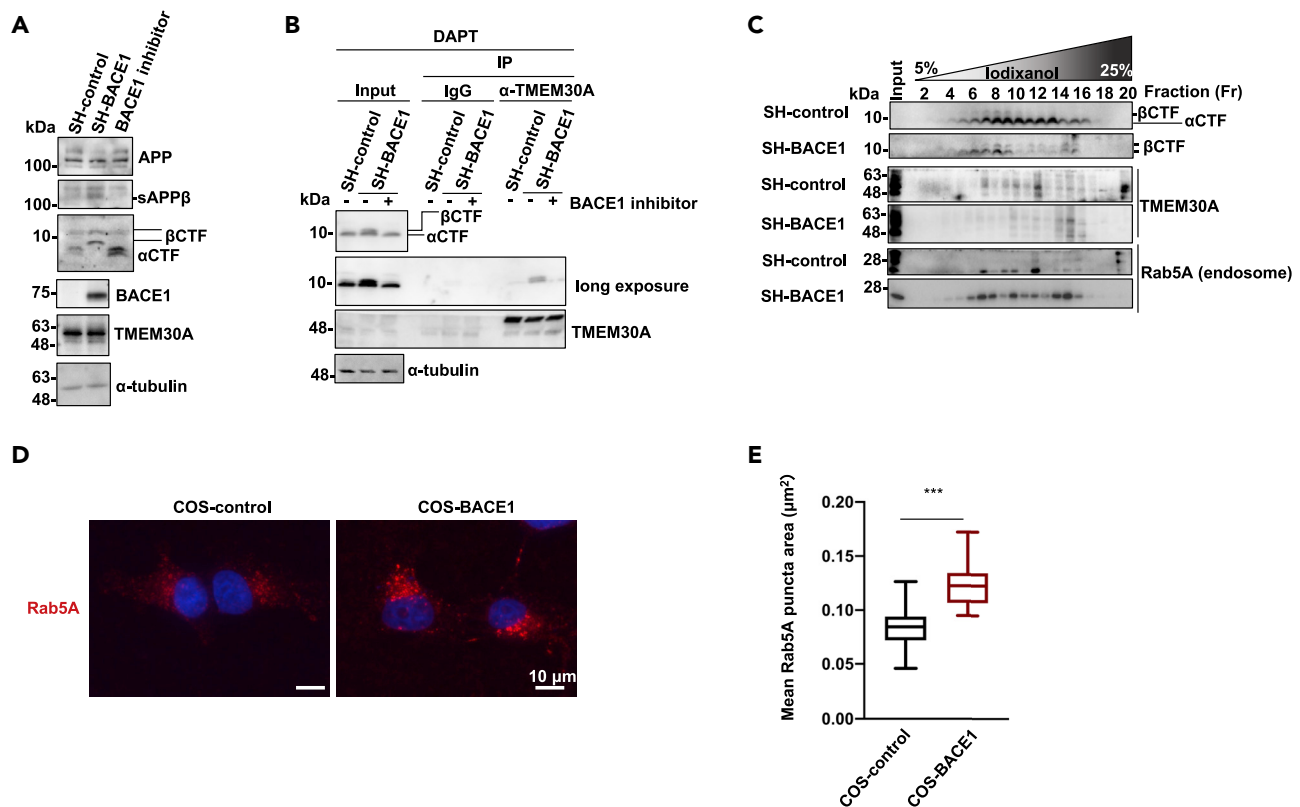 A
SH-control
SH-BACE1
BACE1 inhibitor
kDa
100
APP
100
sAPPβ
10
βCTF
αCTF
75
BACE1
63
TMEM30A
48
63
α-tubulin
48
B
DAPT
IP
Input
IgG
α-TMEM30A
SH-control
SH-BACE1
SH-control
SH-BACE1
SH-control
SH-BACE1
kDa
- - + - - + - - + BACE1 inhibitor
βCTF
10
αCTF
10
long exposure
48
TMEM30A
48
α-tubulin
C
5% Iodixanol 25%
Input
kDa 2 4 6 8 10 12 14 16 18 20 Fraction (Fr)
SH-control 10 βCTF
αCTF
SH-BACE1 10 βCTF
SH-control 63
48
TMEM30A
SH-BACE1 63
48
SH-control 28
Rab5A (endosome)
SH-BACE1 28
D
COS-control COS-BACE1
Rab5A
10 μm
E
Mean Rab5A puncta area (μm²)
0.20
***
0.15
0.10
0.05
0.00
COS-control
COS-BACE1